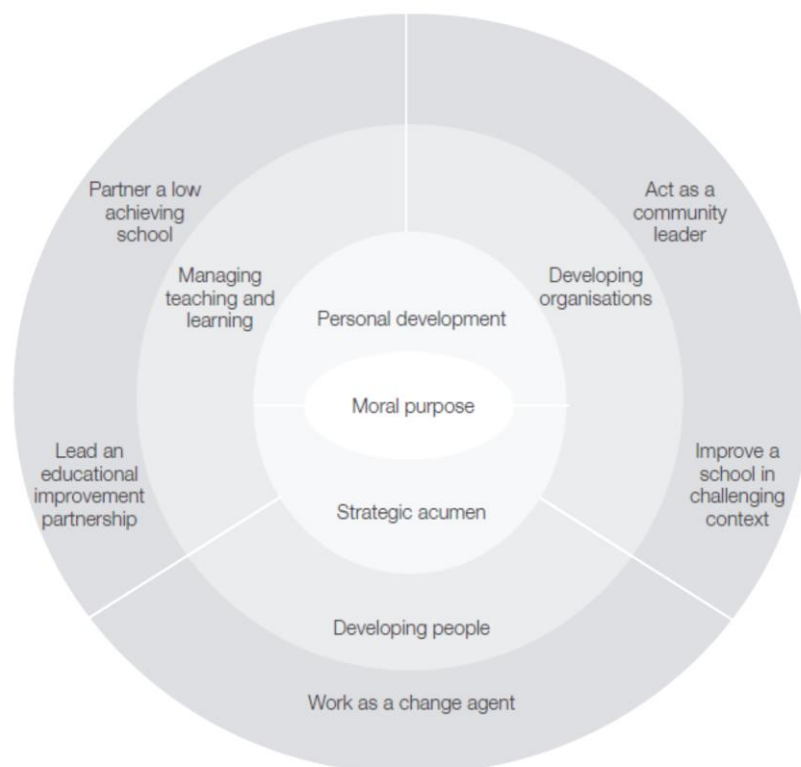 Partner a low
achieving
school
Act as a
community
leader
Managing
teaching and
learning
Developing
organisations
Personal development
Moral purpose
Lead an
educational
improvement
partnership
Improve a
school in
challenging
context
Strategic acumen
Developing people
Work as a change agent